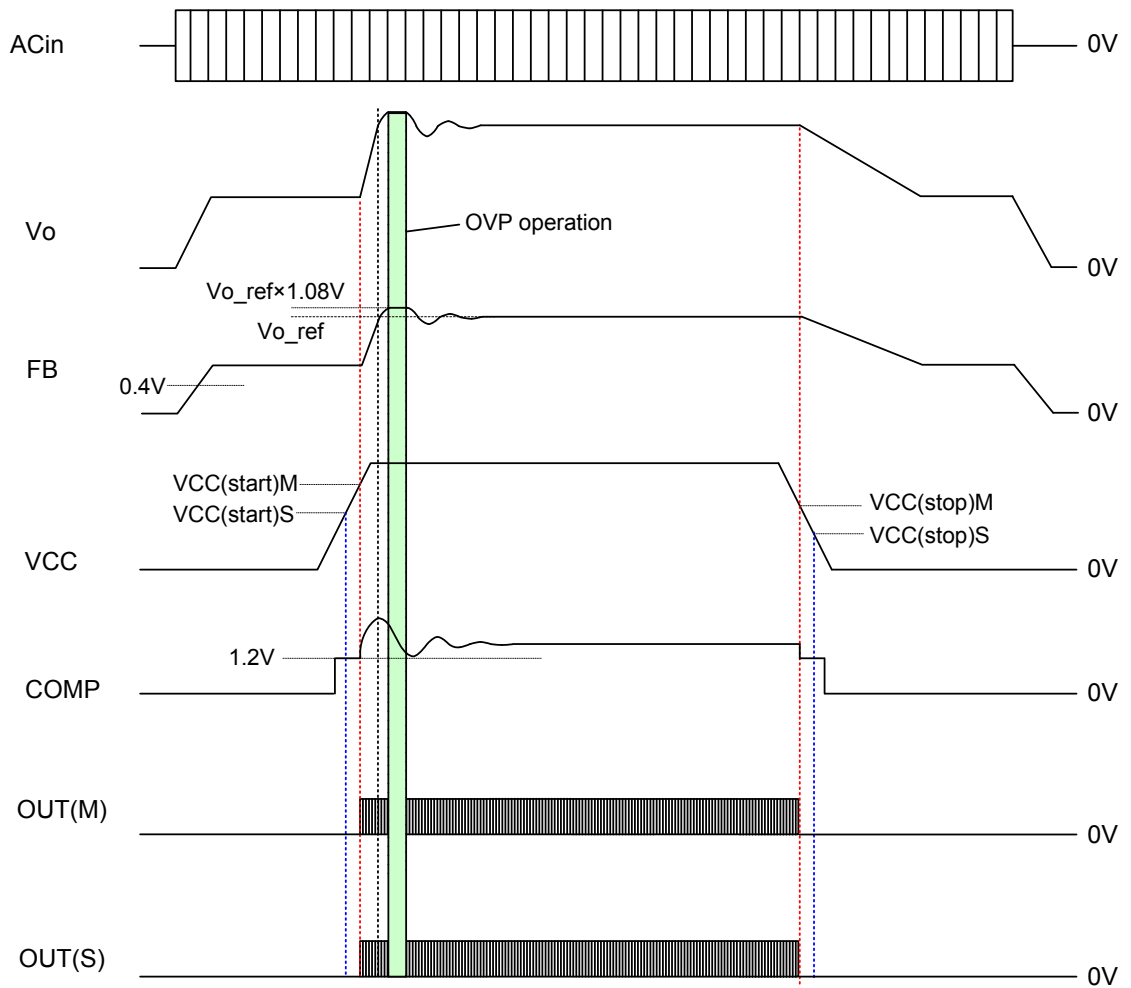 ACin
0V
Vo
OVP operation
0V
Vo_ref×1.08V
Vo_ref
FB
0.4V
0V
VCC(start)M
VCC(start)S
VCC(stop)M
VCC(stop)S
VCC
0V
1.2V
COMP
0V
OUT(M)
0V
OUT(S)
0V